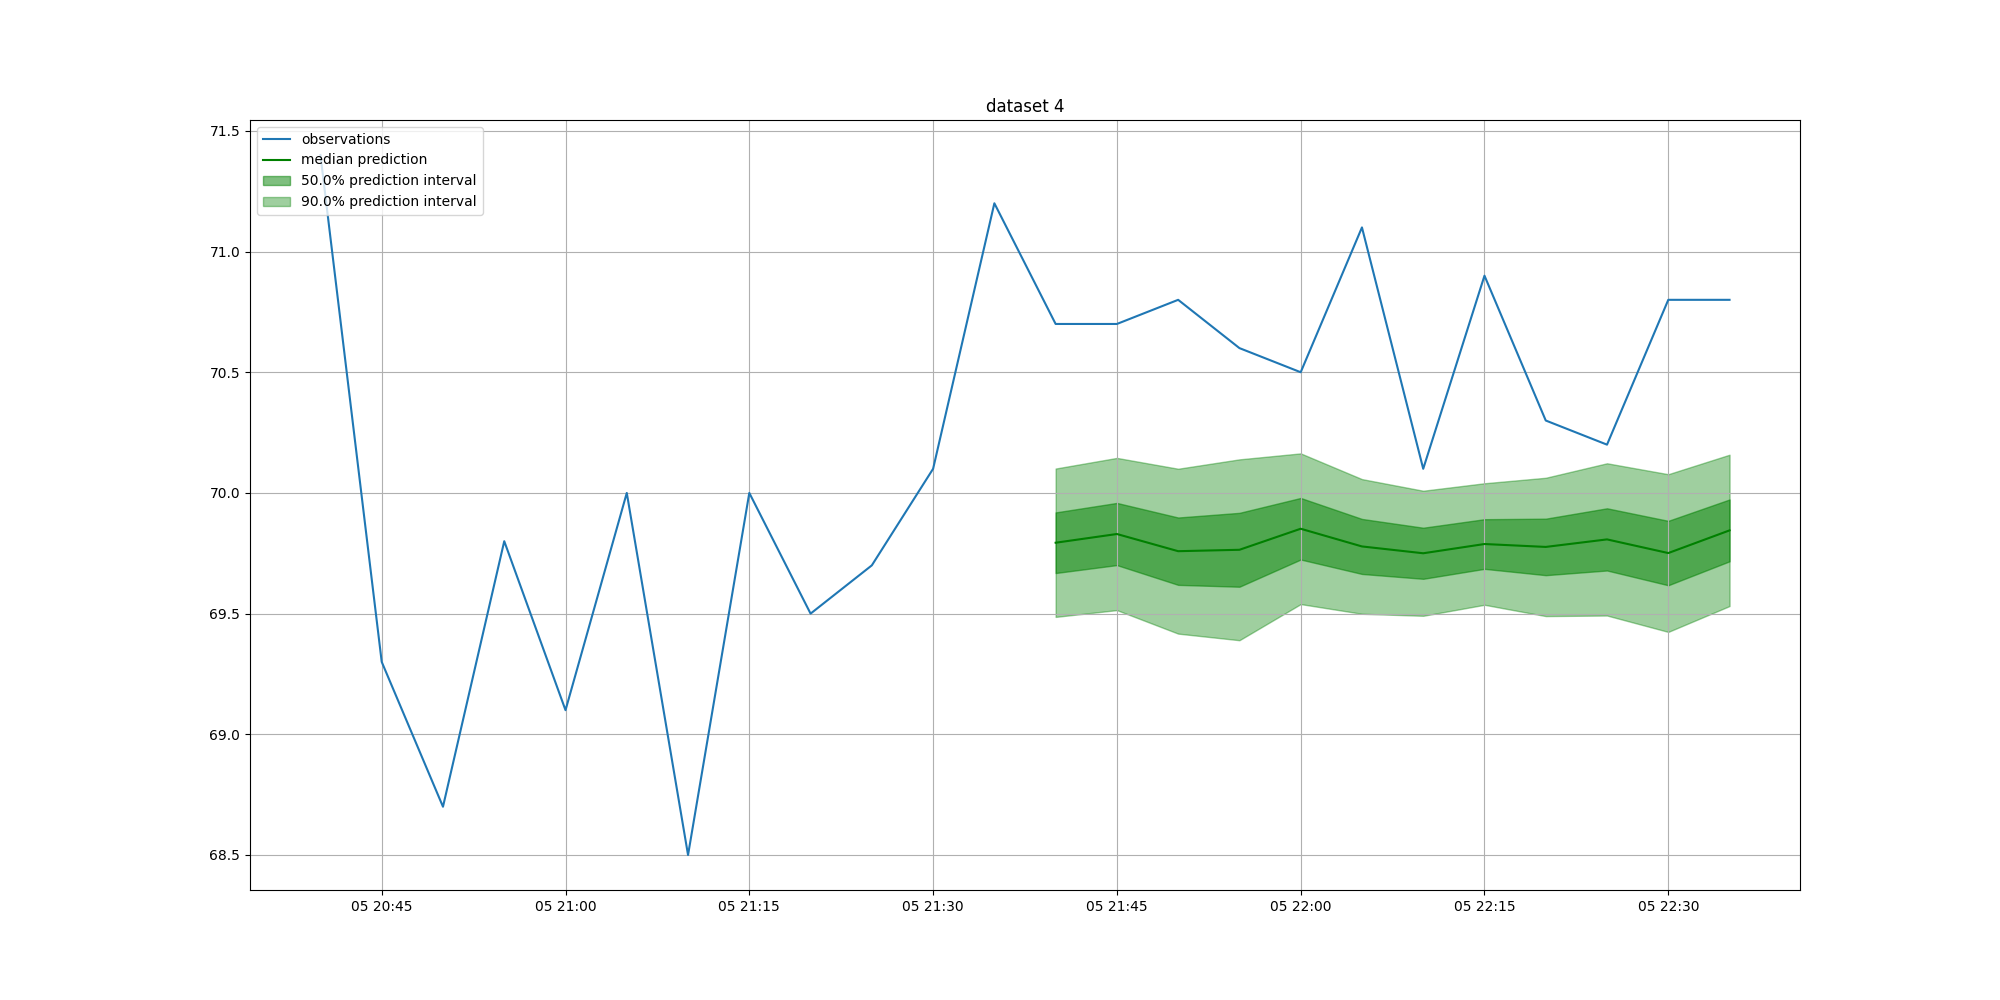 dataset 4
observations
median prediction
50.0% prediction interval
90.0% prediction interval
71.5
71.0
70.5
70.0
69.5
69.0
68.5
05 20:45 05 21:00 05 21:15 05 21:30 05 21:45 05 22:00 05 22:15 05 22:30